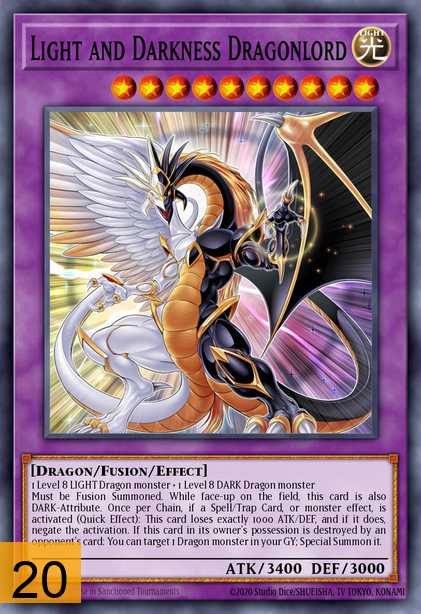 LIGHT AND DARKNESS DRAGONLORD
LIGHT
光
[DRAGON/FUSION/EFFECT]
1 Level 8 LIGHT Dragon monster + 1 Level 8 DARK Dragon monster
Must be Fusion Summoned. While face-up on the field, this card is also
DARK-Attribute. Once per Chain, if a Spell/Trap Card, or monster effect, is
activated (Quick Effect): This card loses exactly 1000 ATK/DEF, and if it does,
negate the activation. If this card in its owner's possession is destroyed by an
opponent's card: You can target 1 Dragon monster in your GY; Special Summon it.
ATK/3400 DEF/3000
20
Use in Sanctioned Tournaments
©2020 Studio Dice/SHUEISHA, TV TOKYO, KONAMI